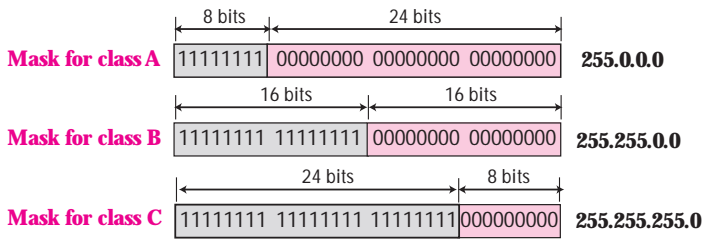 8 bits 24 bits
Mask for class A 11111111 00000000 00000000 00000000 255.0.0.0
16 bits 16 bits
Mask for class B 11111111 11111111 00000000 00000000 255.255.0.0
24 bits 8 bits
Mask for class C 11111111 11111111 11111111 000000000 255.255.255.0